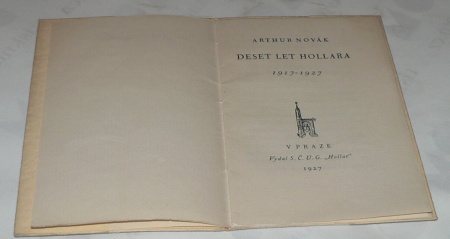 ARTHUR NOVÁK
DESET LET HOLLARA
1917-1927
V PRAZE
Vydal S. Č. U. G. „Hollar“
1927